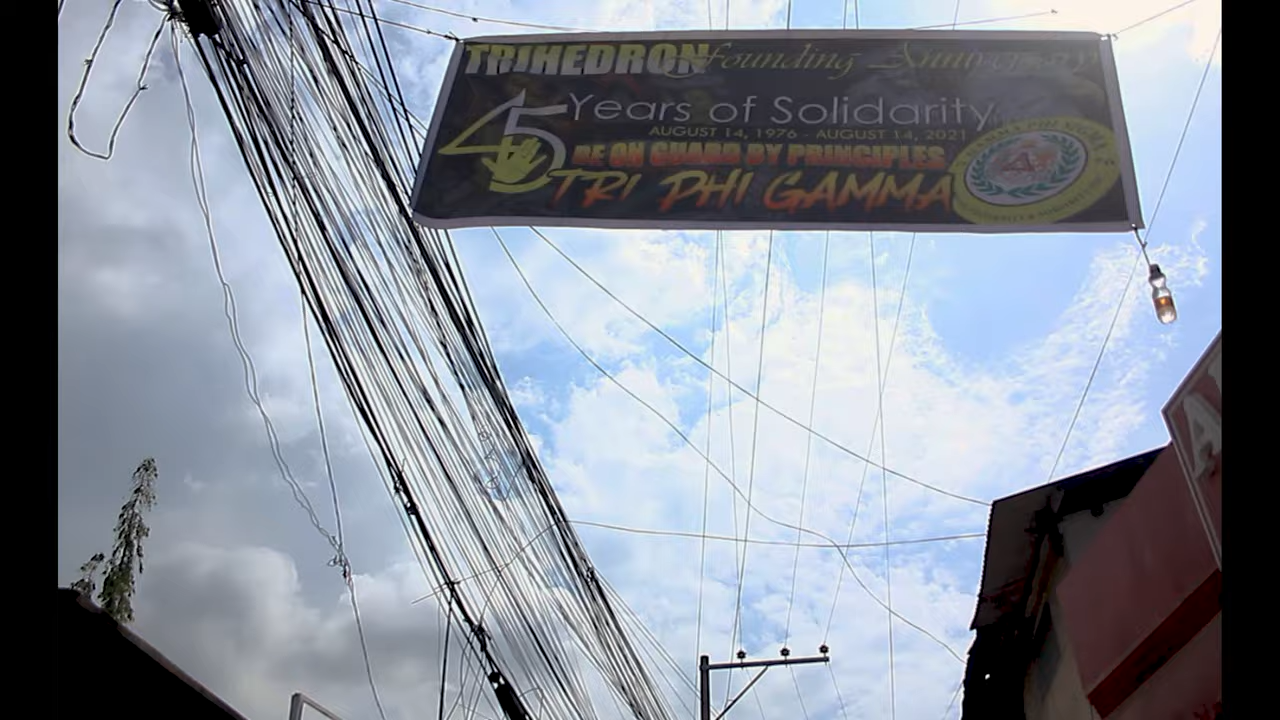 TRIHEDRON founding Anniversary
45 Years of Solidarity
AUGUST 14, 1976 - AUGUST 14, 2021
BE ON GUARD BY PRINCIPLES
TRI PHI GAMMA
A